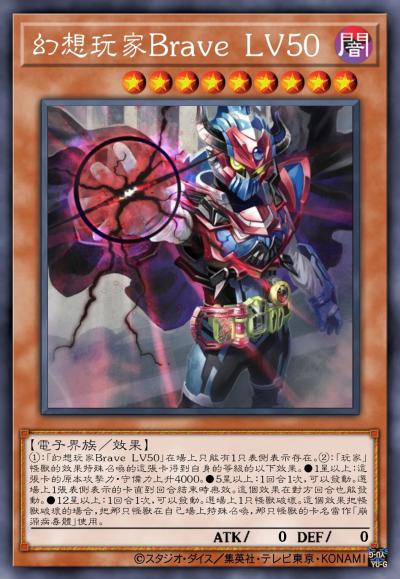 幻想玩家Brave LV50
闇
【電子界族／效果】
①:「幻想玩家Brave LV50」在場上只能有1只表側表示存在。②:「玩家」
怪獸的效果特殊召喚的這張卡得到自身的等級的以下效果。●1星以上:這
張卡的原本攻擊力·守備力上升4000。●5星以上:1回合1次,可以發動。選場
上1張表側表示的卡直到回合結束時無效。這個效果在對方回合也能發
動。●12星以上:1回合1次,可以發動。選場上1只怪獸破壞。這個效果把怪
獸破壞的場合,把那只怪獸在自己場上特殊召喚,那只怪獸的卡名當作「崩
源病毒體」使用。
ATK/ 0 DEF/ 0
©スタジオ·ダイス／集英社·テレビ東京·KONAMI